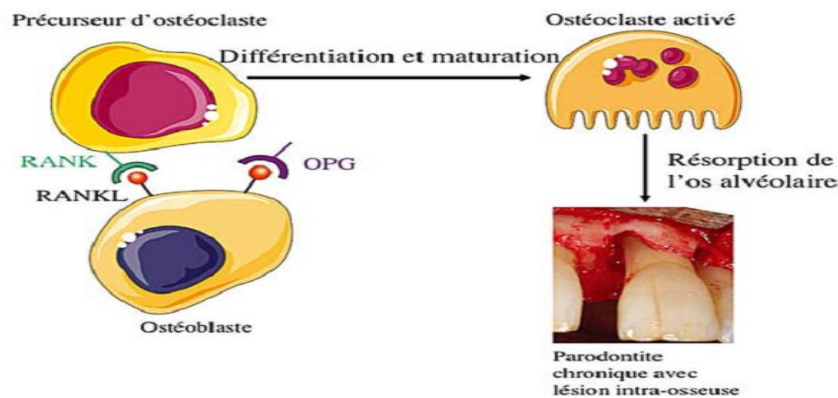 Précurseur d'ostéoclaste
Ostéoclaste activé
Différentiation et maturation
RANK
OPG
RANKL
Résorption de
l'os alvéolaire
Ostéoblaste
Parodontite
chronique avec
lésion intra-osseuse